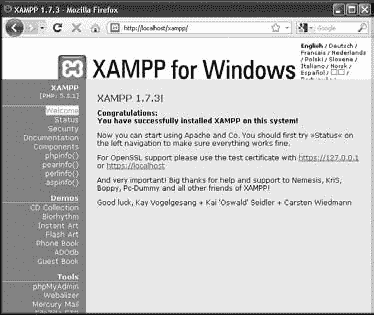 XAMPP 1.7.3 - Mozilla Firefox
http://localhost/xampp/
Google
English / Deutsch /
Francais / Nederlands
/ Polski / Slovene /
Italiano / Norsk /
Español /
XAMPP for Windows
XAMPP
[PHP: 5.3.1]
Welcome
Status
Security
Documentation
Components
phpinfo()
pearinfo()
perlinfo()
aspinfo()
Demos
CD Collection
Biorhythm
Instant Art
Flash Art
Phone Book
ADOdb
Guest Book
Tools
phpMyAdmin
Webalizer
Mercury Mail
XAMPP 1.7.3!
Congratulations:
You have successfully installed XAMPP on this system!
Now you can start using Apache and Co. You should first try »Status« on
the left navigation to make sure everything works fine.
For OpenSSL support please use the test certificate with https://127.0.0.1
or https://localhost
And very important! Big thanks for help and support to Nemesis, KriS,
Boppy, Pc-Dummy and all other friends of XAMPP!
Good luck, Kay Vogelgesang + Kai 'Oswald' Seidler + Carsten Wiedmann